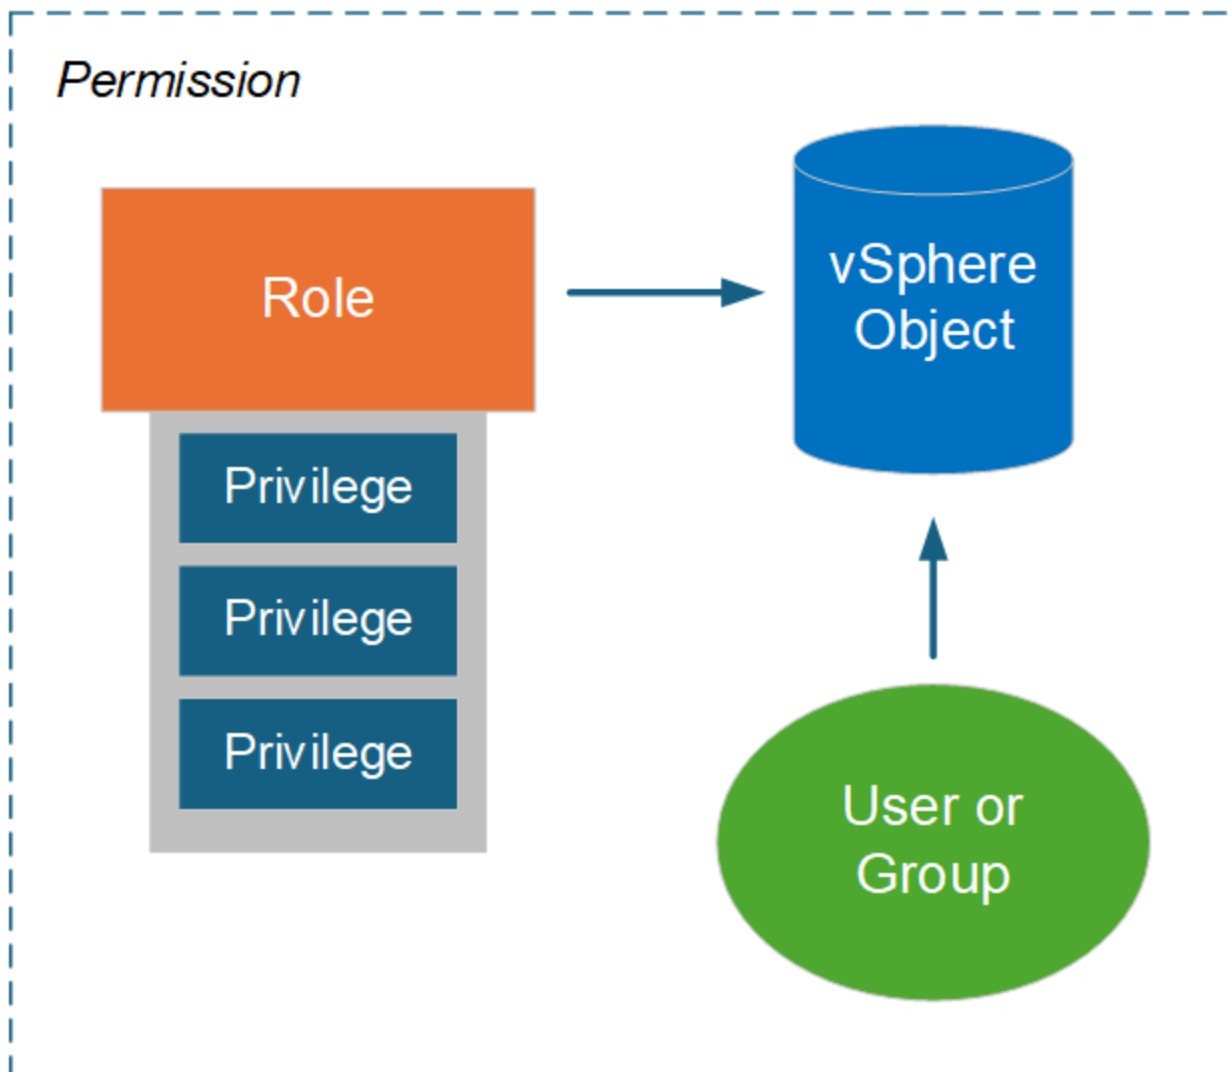 Permission
Role
Privilege
Privilege
Privilege
vSphere
Object
User or
Group